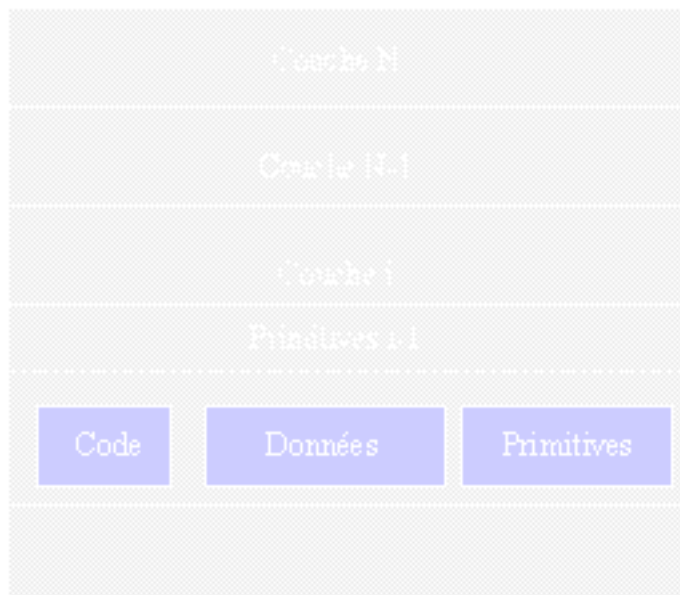 Couche N
Couche N-1
Couche i
Primitives i-1
Code Données Primitives